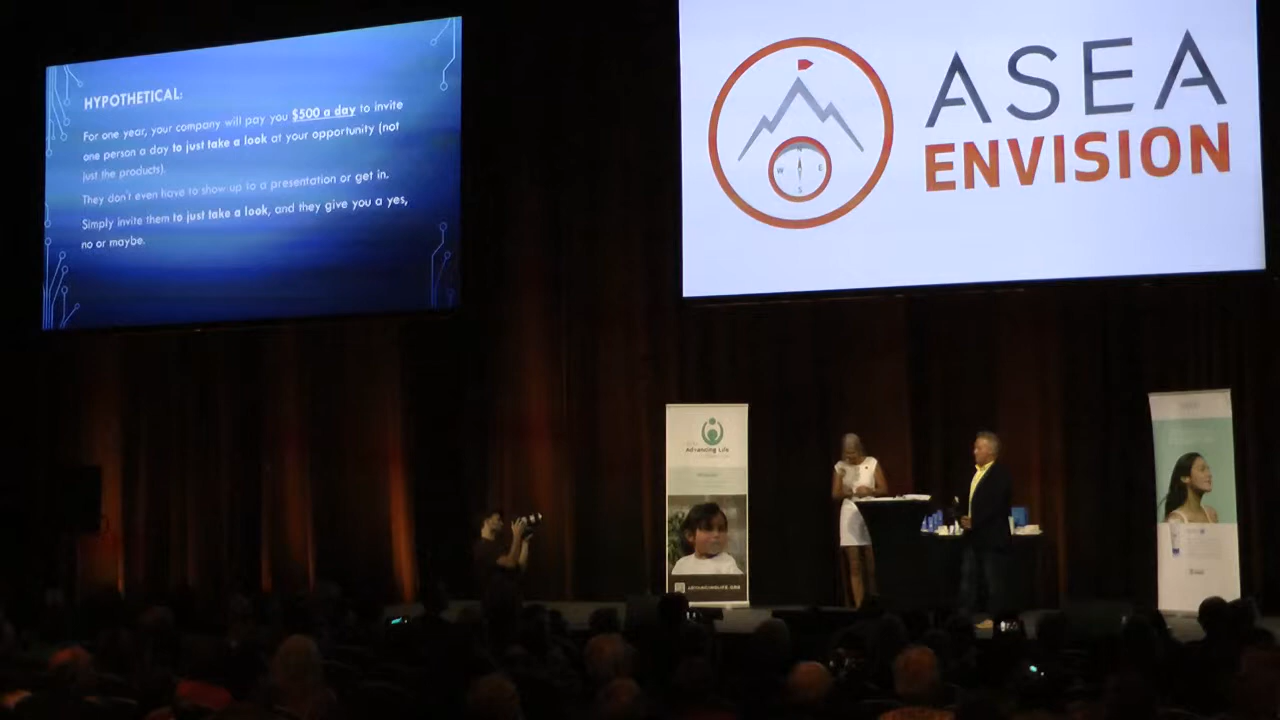 HYPOTHETICAL:
For one year, your company will pay you $500 a day to invite
one person a day to just take a look at your opportunity (not
just the products).
They don't even have to show up to a presentation or get in.
Simply invite them to just take a look, and they give you a yes,
no or maybe.
ASEA
ENVISION
N
W
E
S
Advancing Life